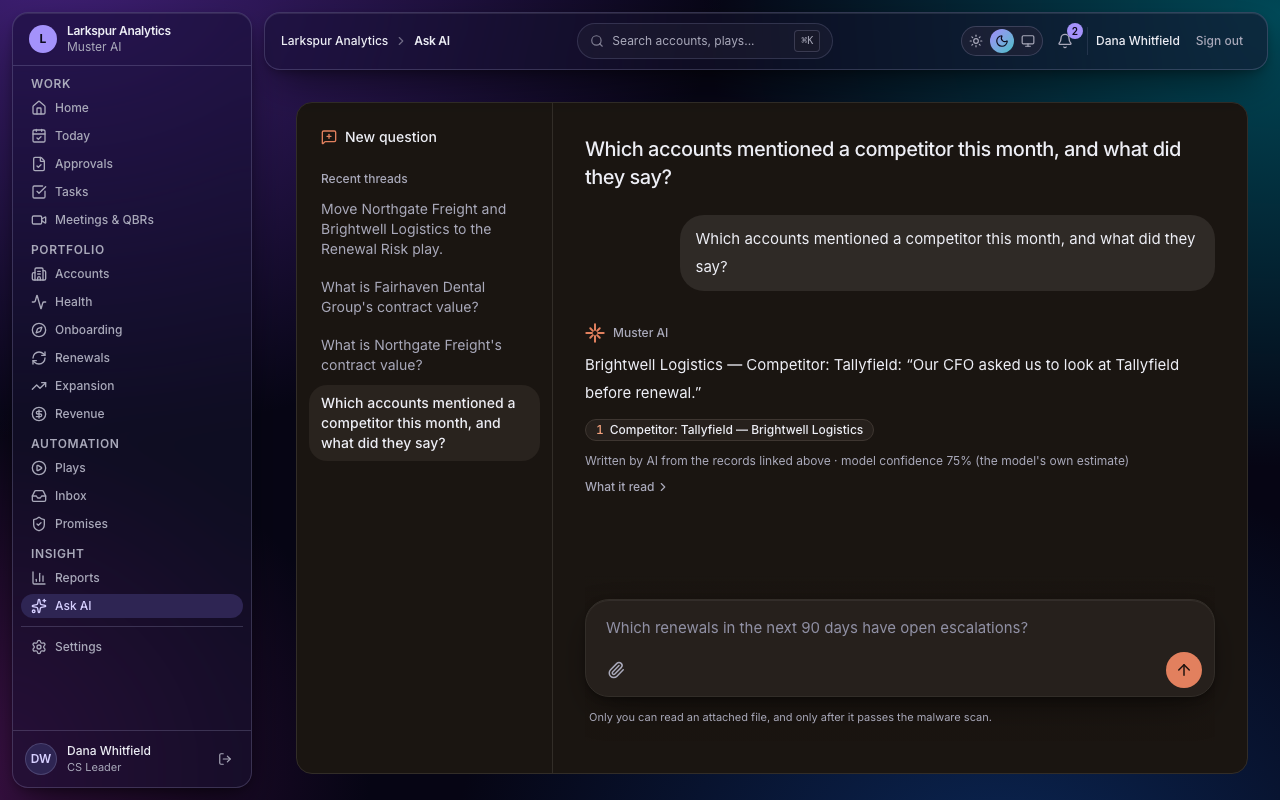 L
Larkspur Analytics
Muster AI
WORK
Home
Today
Approvals
Tasks
Meetings & QBRs
PORTFOLIO
Accounts
Health
Onboarding
Renewals
Expansion
Revenue
AUTOMATION
Plays
Inbox
Promises
INSIGHT
Reports
Ask AI
Settings
DW
Dana Whitfield
CS Leader
Larkspur Analytics
Ask AI
Search accounts, plays...
⌘K
2
Dana Whitfield
Sign out
New question
Recent threads
Move Northgate Freight and
Brightwell Logistics to the
Renewal Risk play.
What is Fairhaven Dental
Group's contract value?
What is Northgate Freight's
contract value?
Which accounts mentioned a
competitor this month, and
what did they say?
Which accounts mentioned a competitor this month, and what did
they say?
Which accounts mentioned a competitor this month, and what did they
say?
Muster AI
Brightwell Logistics — Competitor: Tallyfield: “Our CFO asked us to look at Tallyfield
before renewal.”
1 Competitor: Tallyfield — Brightwell Logistics
Written by AI from the records linked above · model confidence 75% (the model's own estimate)
What it read
Which renewals in the next 90 days have open escalations?
Only you can read an attached file, and only after it passes the malware scan.